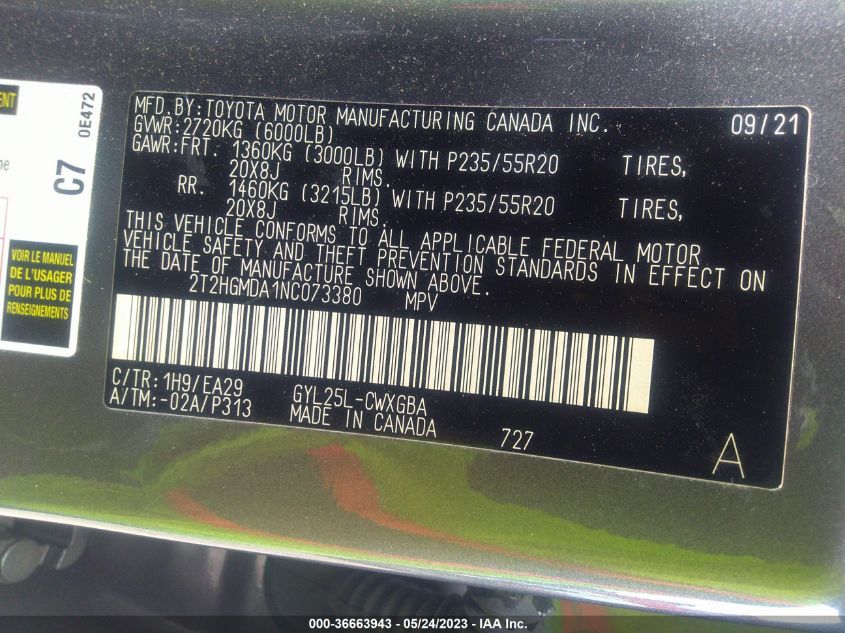 ENT
ne
C7
0E472
VOIR LE MANUEL
DE L'USAGER
POUR PLUS DE
RENSEIGNEMENTS
MFD. BY: TOYOTA MOTOR MANUFACTURING CANADA INC. 09/21
GVWR: 2720KG (6000LB)
GAWR: FRT. 1360KG (3000LB) WITH P235/55R20 TIRES,
20X8J RIMS.
RR. 1460KG (3215LB) WITH P235/55R20 TIRES,
20X8J RIMS.
THIS VEHICLE CONFORMS TO ALL APPLICABLE FEDERAL MOTOR
VEHICLE SAFETY AND THEFT PREVENTION STANDARDS IN EFFECT ON
THE DATE OF MANUFACTURE SHOWN ABOVE.
2T2HGMDA1NC073380 MPV
C/TR: 1H9/EA29 GYL25L-CWXGBA
A/TM: -02A/P313 MADE IN CANADA 727
A
000-36663943 / 05/24/2023 / IAA Inc.